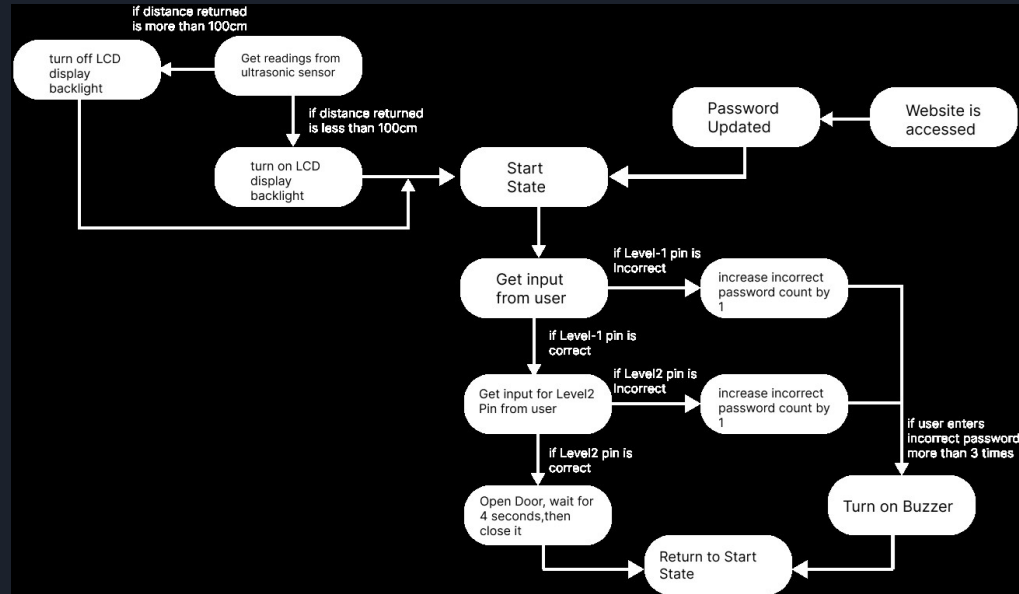 if distance returned
is more than 100cm
turn off LCD
display
backlight
Get readings from
ultrasonic sensor
if distance returned
is less than 100cm
turn on LCD
display
backlight
Password
Updated
Website is
accessed
Start
State
Get input
from user
if Level-1 pin is
Incorrect
increase incorrect
password count by
1
if Level-1 pin is
correct
Get input for Level2
Pin from user
if Level2 pin is
Incorrect
increase incorrect
password count by
1
if user enters
incorrect password
more than 3 times
if Level2 pin is
correct
Open Door, wait for
4 seconds,then
close it
Turn on Buzzer
Return to Start
State